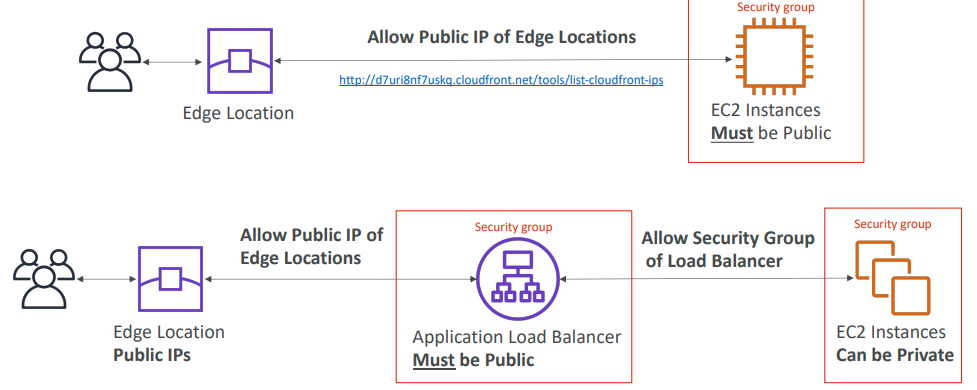 Security group
Allow Public IP of Edge Locations
http://d7uri8nf7uskq.cloudfront.net/tools/list-cloudfront-ips
Edge Location
EC2 Instances
Must be Public
Security group
Security group
Allow Public IP of
Edge Locations
Allow Security Group
of Load Balancer
Edge Location
Public IPs
Application Load Balancer
Must be Public
EC2 Instances
Can be Private